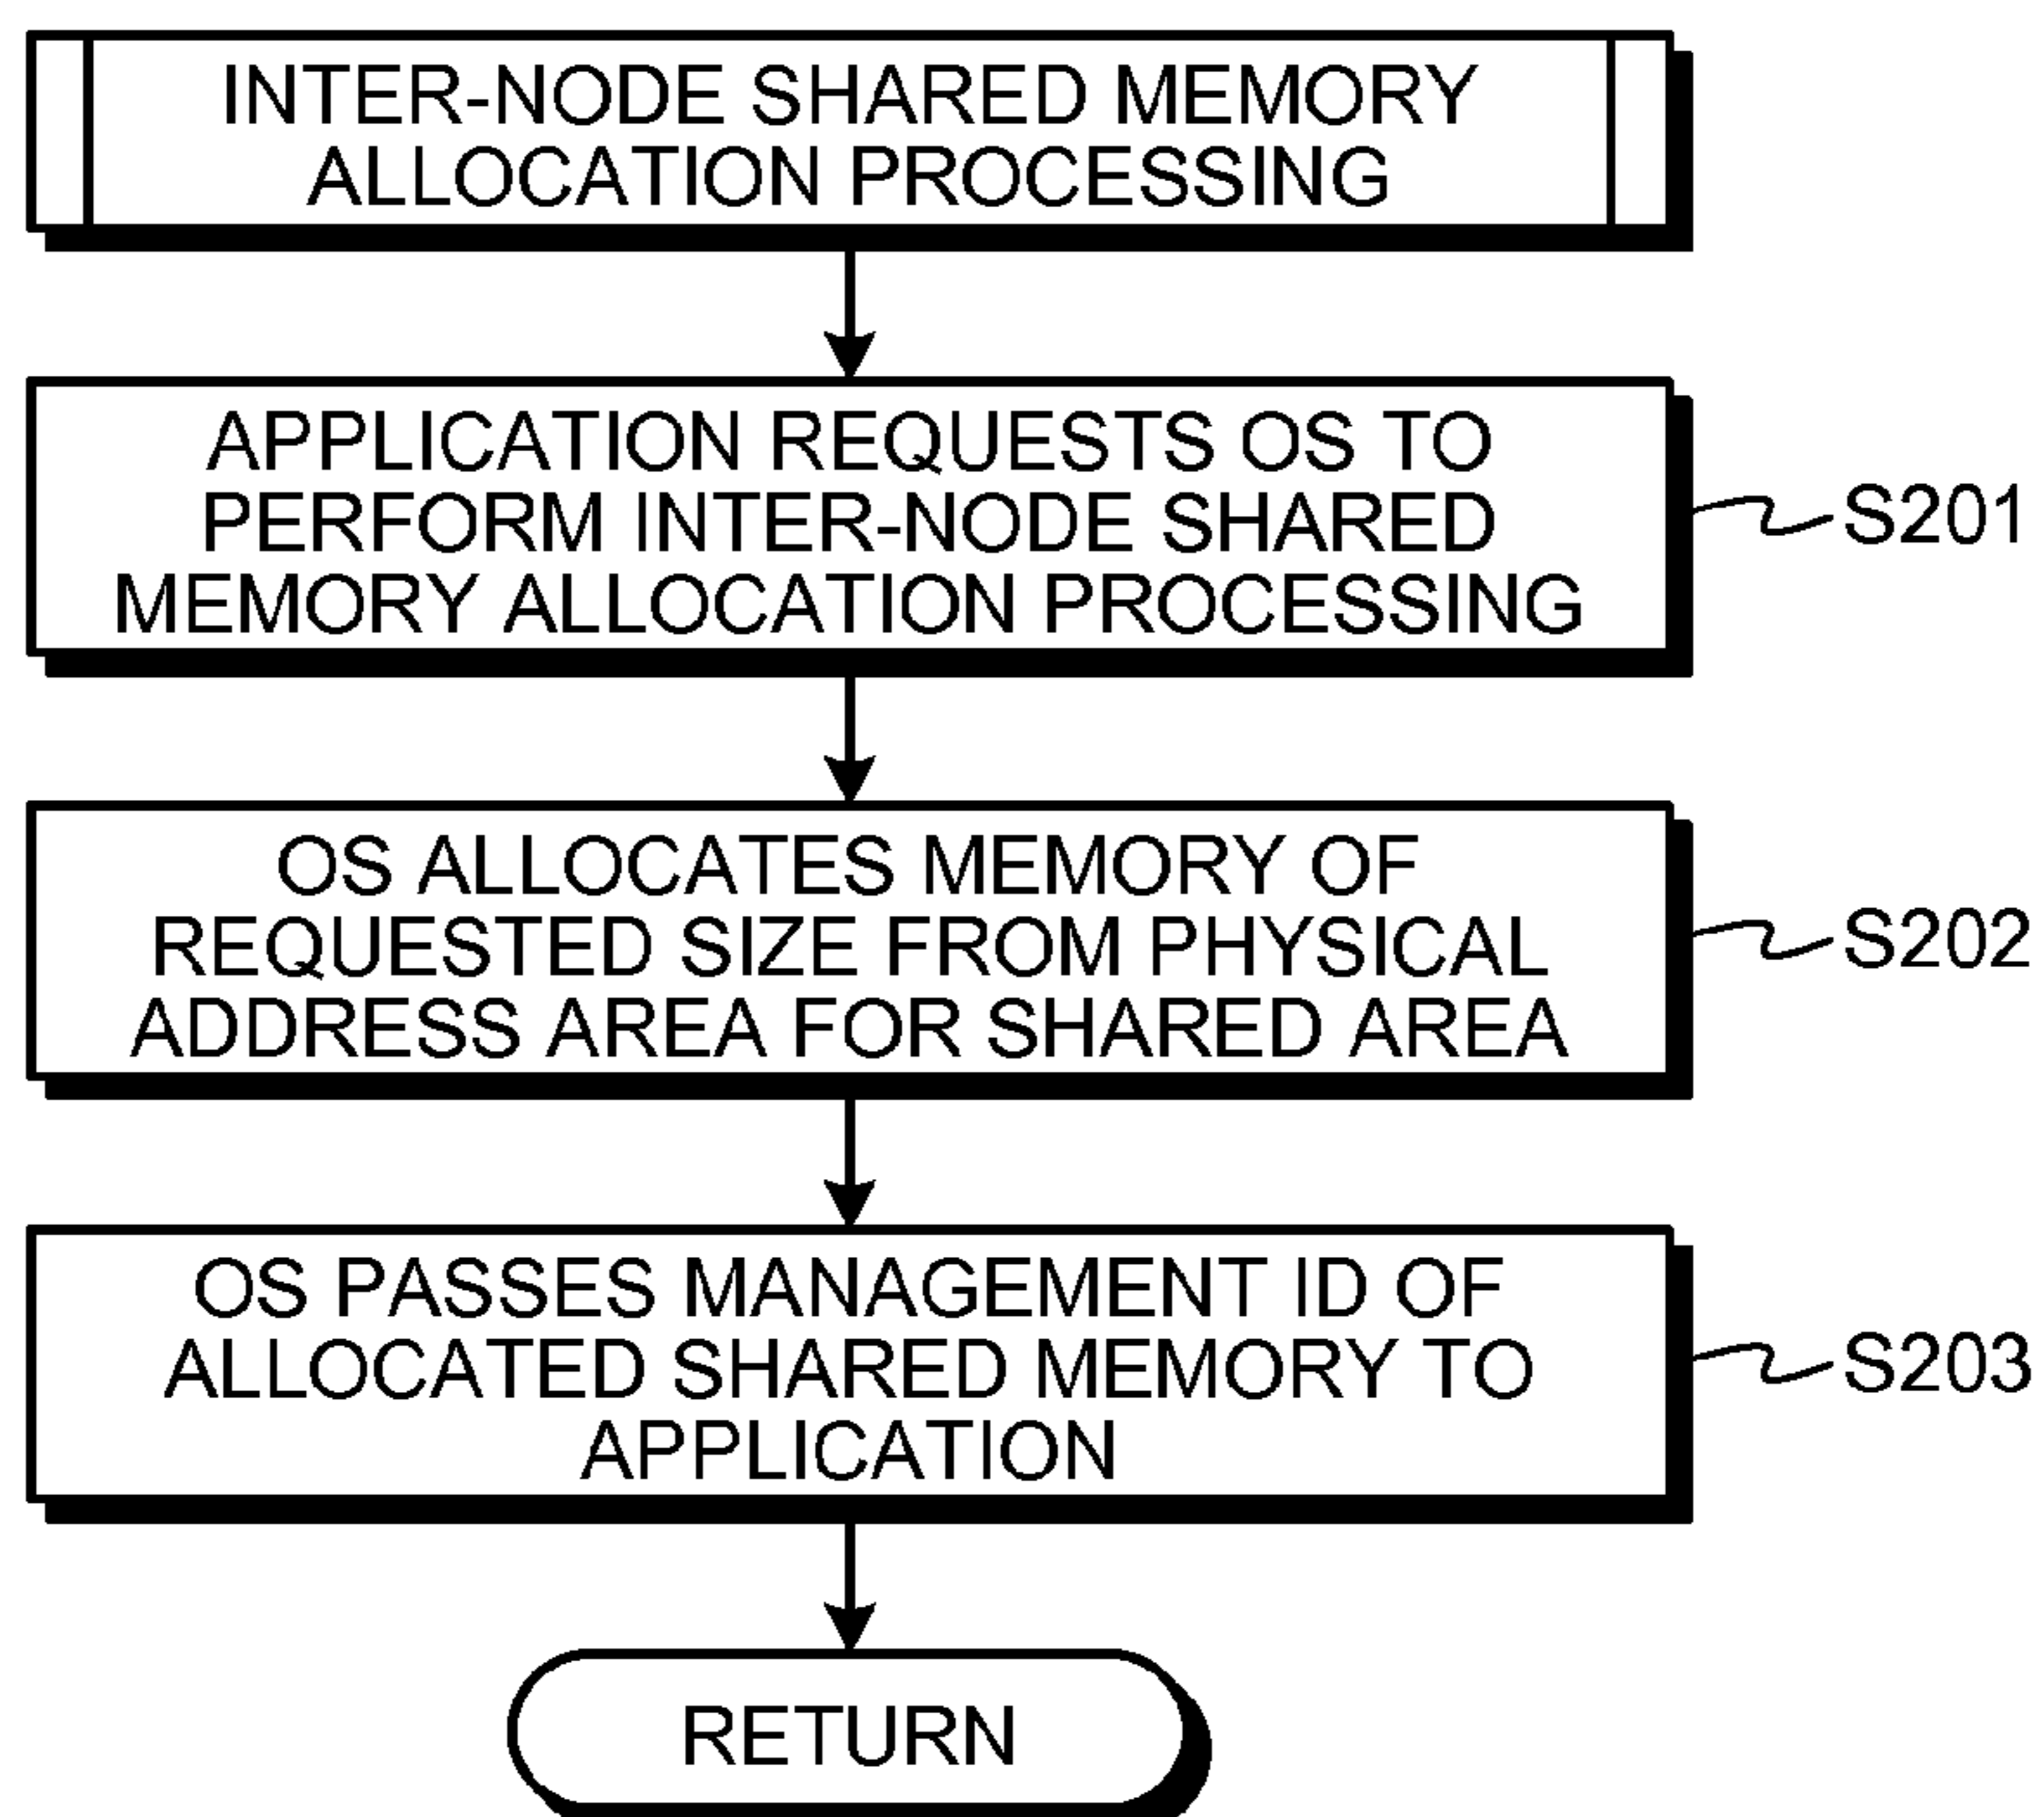 INTER-NODE SHARED MEMORY
ALLOCATION PROCESSING
APPLICATION REQUESTS OS TO
PERFORM INTER-NODE SHARED
MEMORY ALLOCATION PROCESSING
S201
OS ALLOCATES MEMORY OF
REQUESTED SIZE FROM PHYSICAL
ADDRESS AREA FOR SHARED AREA
S202
OS PASSES MANAGEMENT ID OF
ALLOCATED SHARED MEMORY TO
APPLICATION
S203
RETURN